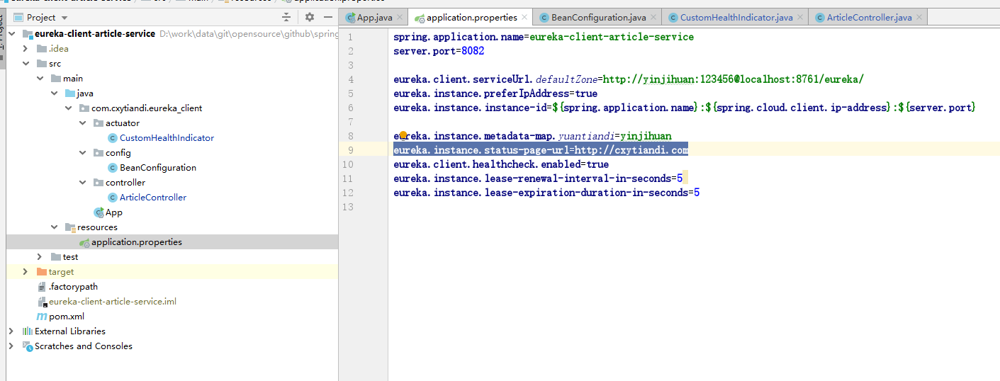 Project
App.java
application.properties
BeanConfiguration.java
CustomHealthIndicator.java
ArticleController.java
eureka-client-article-service D:\work\data\git\opensource\github\spring
.idea
src
main
java
com.cxytiandi.eureka_client
actuator
CustomHealthIndicator
config
BeanConfiguration
controller
ArticleController
App
resources
application.properties
test
target
.factorypath
eureka-client-article-service.iml
pom.xml
External Libraries
Scratches and Consoles
1 spring.application.name=eureka-client-article-service
2 server.port=8082
3
4 eureka.client.serviceUrl.defaultZone=http://yinjihuan:123456@localhost:8761/eureka/
5 eureka.instance.preferIpAddress=true
6 eureka.instance.instance-id=${spring.application.name}:${spring.cloud.client.ip-address}:${server.port}
7
8 eureka.instance.metadata-map.yuantiandi=yinjihuan
9 eureka.instance.status-page-url=http://cxytiandi.com
10 eureka.client.healthcheck.enabled=true
11 eureka.instance.lease-renewal-interval-in-seconds=5
12 eureka.instance.lease-expiration-duration-in-seconds=5
13